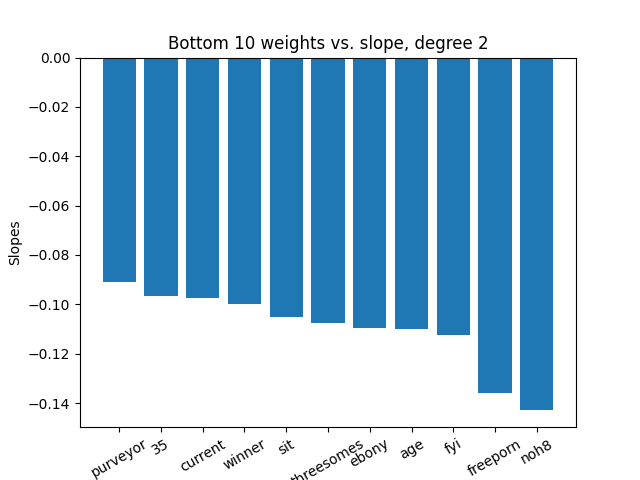 Bottom 10 weights vs. slope, degree 2
Slopes
0.00
−0.02
−0.04
−0.06
−0.08
−0.10
−0.12
−0.14
purveyor
35
current
winner
sit
threesomes
ebony
age
fyi
freeporn
noh8